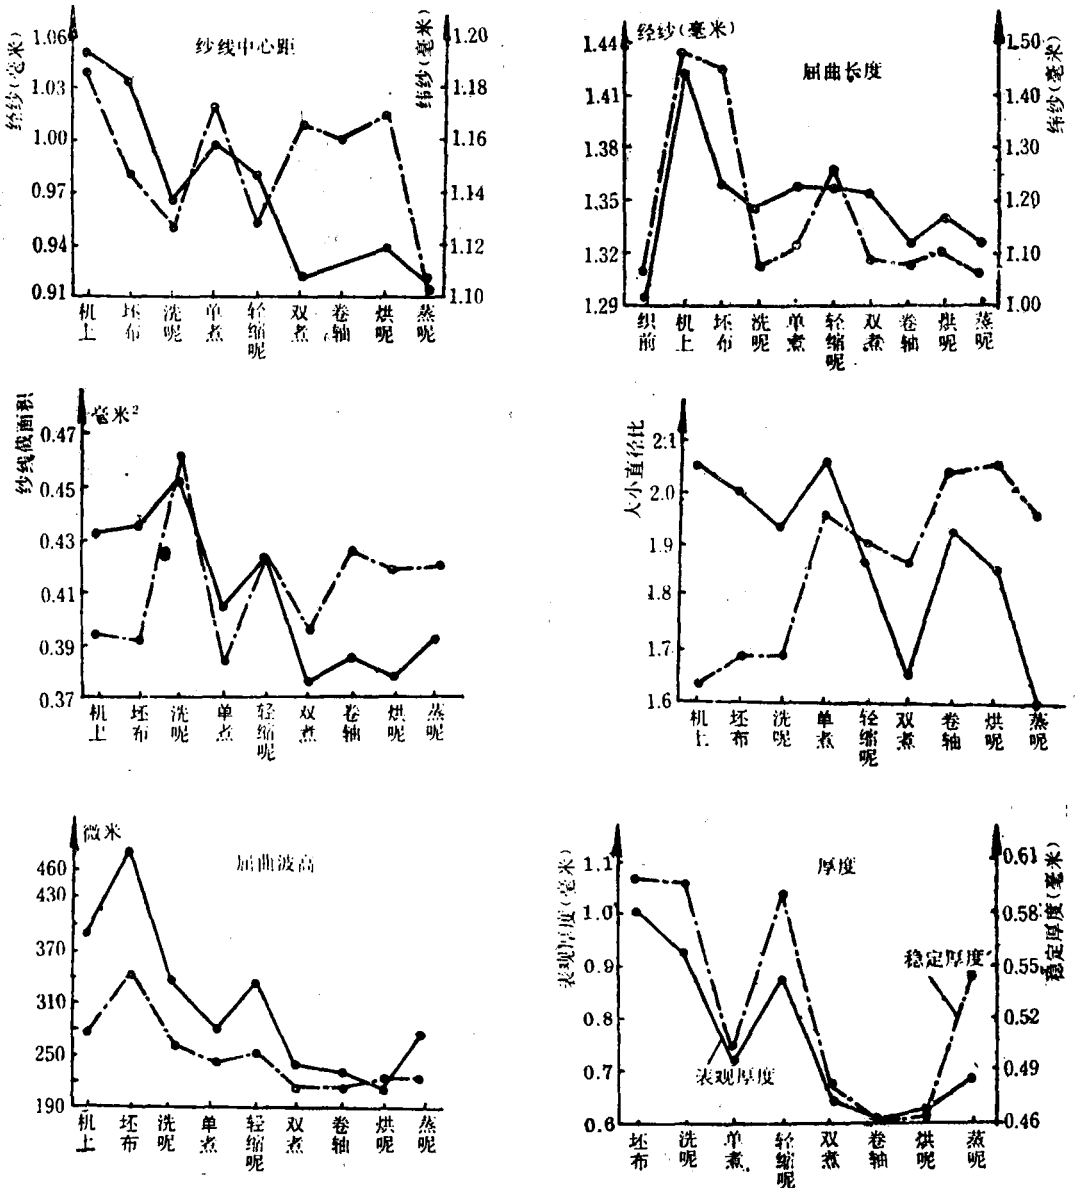 纱线中心距
经纱(毫米)
1.06
1.03
1.00
0.97
0.94
0.91
纬纱(毫米)
1.20
1.18
1.16
1.14
1.12
1.10
机上
坯布
洗呢
单煮
轻缩呢
双煮
卷轴
烘呢
蒸呢
经纱(毫米)
屈曲长度
1.44
1.41
1.38
1.35
1.32
1.29
纬纱(毫米)
1.50
1.40
1.30
1.20
1.10
1.00
织前
机上
坯布
洗呢
单煮
轻缩呢
双煮
卷轴
烘呢
蒸呢
纱线截面积
毫米²
0.47
0.45
0.43
0.41
0.39
0.37
机上
坯布
洗呢
单煮
轻缩呢
双煮
卷轴
烘呢
蒸呢
大小直径比
2.1
2.0
1.9
1.8
1.7
1.6
机上
坯布
洗呢
单煮
轻缩呢
双煮
卷轴
烘呢
蒸呢
微米
屈曲波高
460
430
370
310
250
190
机上
坯布
洗呢
单煮
轻缩呢
双煮
卷轴
烘呢
蒸呢
厚度
表观厚度(毫米)
1.1
1.0
0.9
0.8
0.7
0.6
稳定厚度(毫米)
0.61
0.58
0.55
0.52
0.49
0.46
稳定厚度
表观厚度
坯布
洗呢
单煮
轻缩呢
双煮
卷轴
烘呢
蒸呢